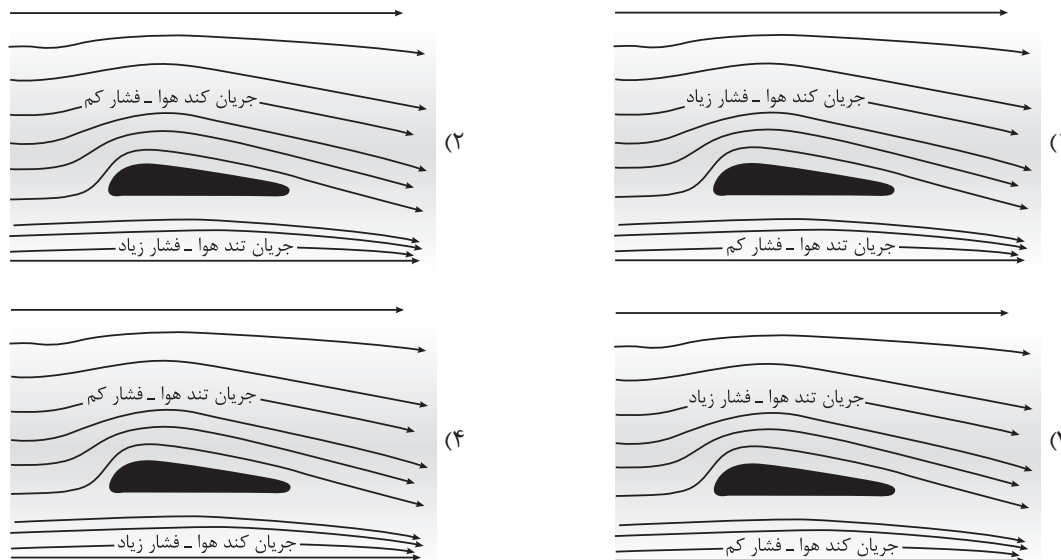 جریان کند هوا ـ فشار زیاد
۱)
جریان تند هوا ـ فشار کم
جریان کند هوا ـ فشار کم
۲)
جریان تند هوا ـ فشار زیاد
جریان تند هوا ـ فشار زیاد
جریان کند هوا ـ فشار کم
جریان تند هوا ـ فشار کم
۴)
جریان کند هوا ـ فشار زیاد